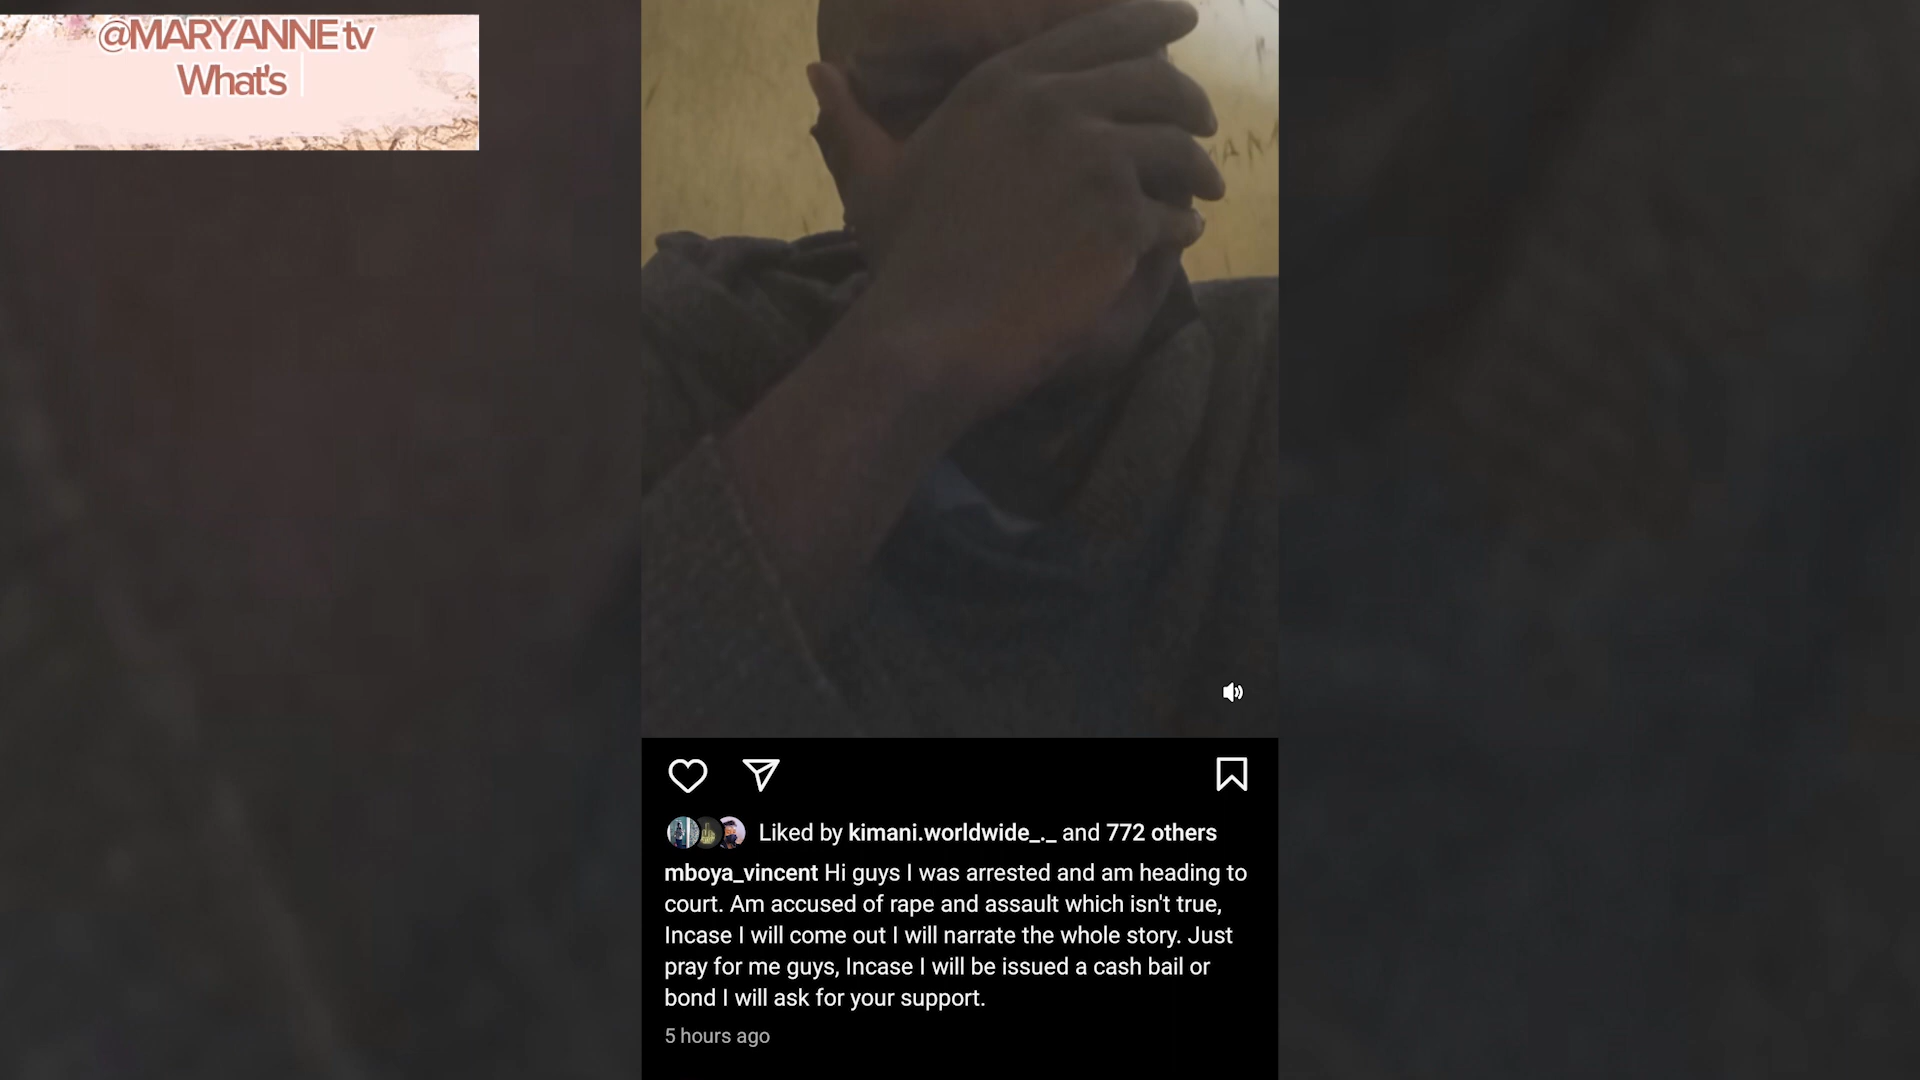 @MARYANNE tv
What's
Liked by kimani.worldwide_._ and 772 others
mboya_vincent Hi guys I was arrested and am heading to
court. Am accused of rape and assault which isn't true,
Incase I will come out I will narrate the whole story. Just
pray for me guys, Incase I will be issued a cash bail or
bond I will ask for your support.
5 hours ago